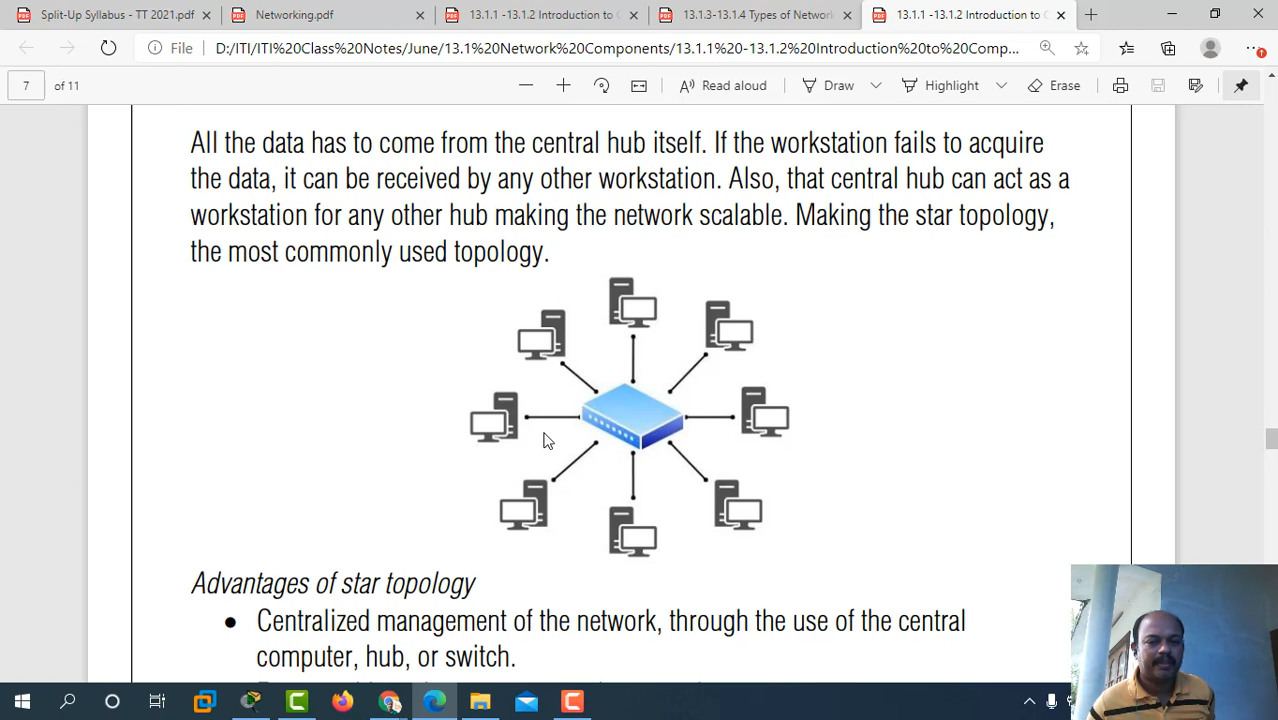 Split-Up Syllabus - TT 2021.pdf
Networking.pdf
13.1.1 -13.1.2 Introduction to C
13.1.3-13.1.4 Types of Network
13.1.1 -13.1.2 Introduction to C
File
D:/ITI/ITI%20Class%20Notes/June/13.1%20Network%20Components/13.1.1%20-13.1.2%20Introduction%20to%20Comp...
7 of 11
Read aloud
Draw
Highlight
Erase
All the data has to come from the central hub itself. If the workstation fails to acquire
the data, it can be received by any other workstation. Also, that central hub can act as a
workstation for any other hub making the network scalable. Making the star topology,
the most commonly used topology.
Advantages of star topology
● Centralized management of the network, through the use of the central
computer, hub, or switch.